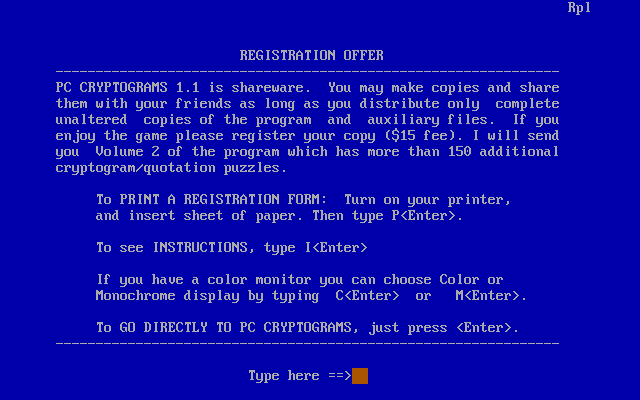 Rpl
REGISTRATION OFFER
PC CRYPTOGRAMS 1.1 is shareware.  You may make copies and share
them with your friends as long as you distribute only  complete
unaltered  copies of the program  and  auxiliary files.  If you
enjoy the game please register your copy ($15 fee). I will send
you  Volume 2 of the program which has more than 150 additional
cryptogram/quotation puzzles.
To PRINT A REGISTRATION FORM:  Turn on your printer,
and insert sheet of paper. Then type P<Enter>.
To see INSTRUCTIONS, type I<Enter>
If you have a color monitor you can choose Color or
Monochrome display by typing  C<Enter>  or   M<Enter>.
To GO DIRECTLY TO PC CRYPTOGRAMS, just press <Enter>.
Type here ==>